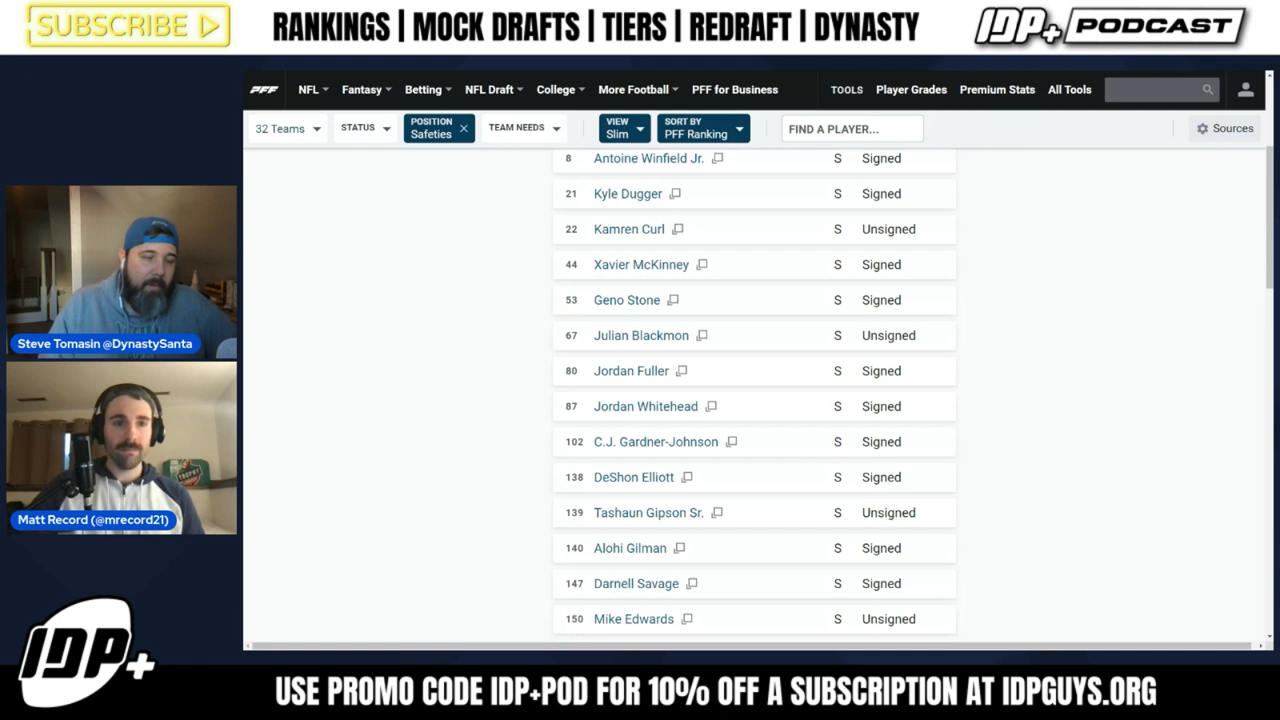 SUBSCRIBE
RANKINGS | MOCK DRAFTS | TIERS | REDRAFT | DYNASTY
IDP+ PODCAST
PFF NFL Fantasy Betting NFL Draft College More Football PFF for Business TOOLS Player Grades Premium Stats All Tools
32 Teams STATUS POSITION Safeties TEAM NEEDS VIEW Slim SORT BY PFF Ranking FIND A PLAYER... Sources
8 Antoine Winfield Jr. S Signed
21 Kyle Dugger S Signed
22 Kamren Curl S Unsigned
44 Xavier McKinney S Signed
53 Geno Stone S Signed
67 Julian Blackmon S Unsigned
80 Jordan Fuller S Signed
87 Jordan Whitehead S Signed
102 C.J. Gardner-Johnson S Signed
138 DeShon Elliott S Signed
139 Tashaun Gipson Sr. S Unsigned
140 Alohi Gilman S Signed
147 Darnell Savage S Signed
150 Mike Edwards S Unsigned
Steve Tomasin @DynastySanta
Matt Record (@mrecord21)
IDP+
USE PROMO CODE IDP+POD FOR 10% OFF A SUBSCRIPTION AT IDPGUYS.ORG